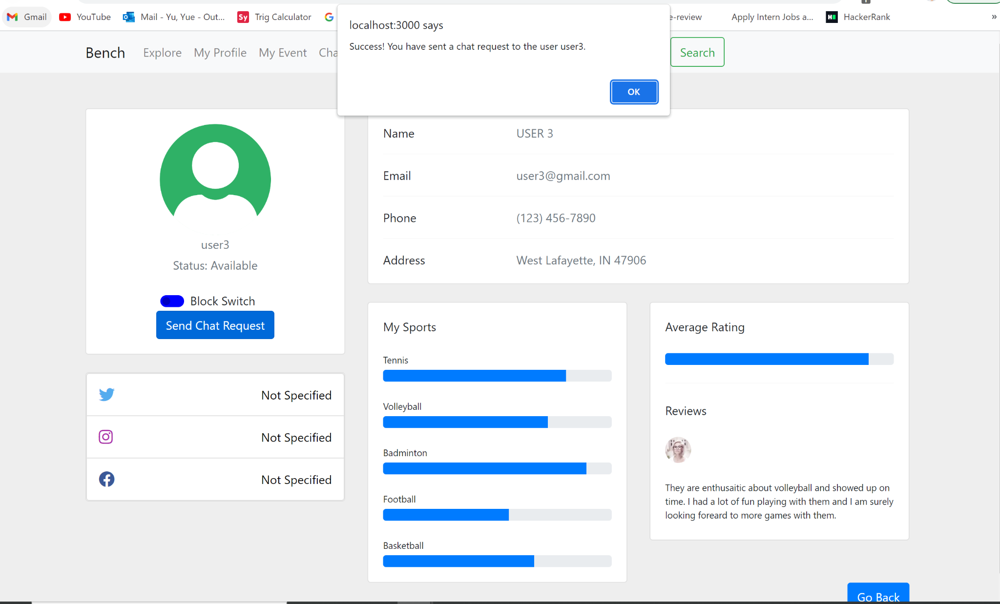 Gmail
YouTube
Mail - Yu, Yue - Out...
Sy
Trig Calculator
e-review
Apply Intern Jobs a...
HackerRank
»
localhost:3000 says
Success! You have sent a chat request to the user user3.
OK
Bench
Explore
My Profile
My Event
Cha
Search
user3
Status: Available
Block Switch
Send Chat Request
Not Specified
Not Specified
Not Specified
Name USER 3
Email user3@gmail.com
Phone (123) 456-7890
Address West Lafayette, IN 47906
My Sports
Tennis
Volleyball
Badminton
Football
Basketball
Average Rating
Reviews
They are enthusaitic about volleyball and showed up on
time. I had a lot of fun playing with them and I am surely
looking foreard to more games with them.
Go Back